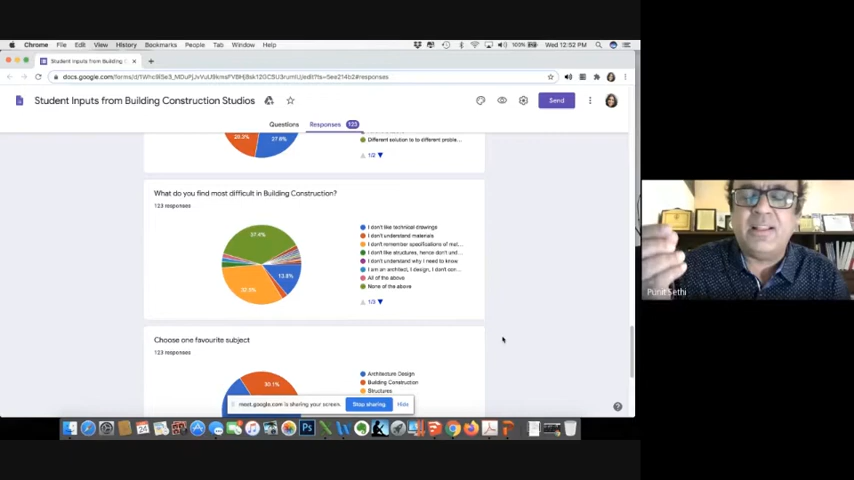 Chrome File Edit View History Bookmarks People Tab Window Help
100%
Wed 12:52 PM
Student Inputs from Building
Student Inputs from Building Construction Studios
Send
Questions
Responses 123
Different solution to to different proble...
1/2
What do you find most difficult in Building Construction?
123 responses
37.4%
13.8%
I don't like technical drawings
I don't understand materials
I don't remember specifications of mat...
I don't like structures, hence don't und...
I don't understand why I need to know
I am an architect, I design, I don't con...
All of the above
None of the above
1/3
Choose one favourite subject
123 responses
30.1%
Architecture Design
Building Construction
Structures
meet.google.com is sharing your screen.
Stop sharing
Hide
Punit Sethi